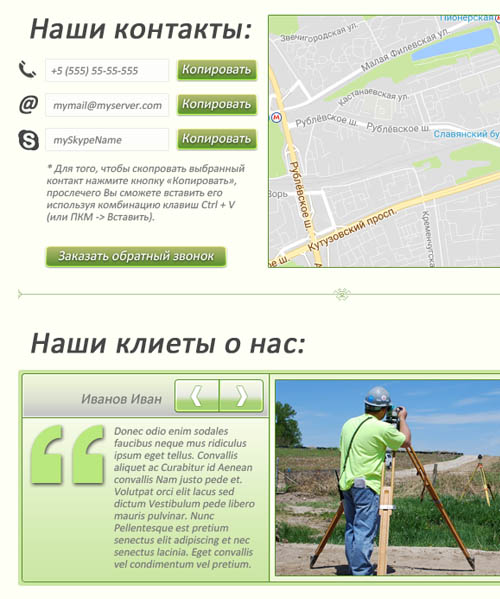 Наши контакты:
+5 (555) 55-55-555
Копировать
@ mymail@myserver.com
Копировать
mySkypeName
Копировать
* Для того, чтобы скопровать выбранный
контакт нажмите кнопку «Копировать»,
прослечего Вы сможете вставить его
используя комбинацию клавиш Ctrl + V
(или ПКМ -> Вставить).
Заказать обратный звонок
Пионерская
Звенигородская ул.
Малая Филевская ул.
Кастанаевская ул.
Рублёвское ш.
Рублёвское ш.
Славянский бу
Рублёвское ш.
Кутузовский просп.
Кременчугска
Наши клиеты о нас:
Иванов Иван
Donec odio enim sodales
faucibus neque mus ridiculus
ipsum eget tellus. Convallis
aliquet ac Curabitur id Aenean
convallis Nam justo pede et.
Volutpat orci elit lacus sed
dictum Vestibulum pede libero
mauris pulvinar. Nunc
Pellentesque est pretium
senectus elit adipiscing et nec
senectus lacinia. Eget convallis
vel condimentum vel pretium.